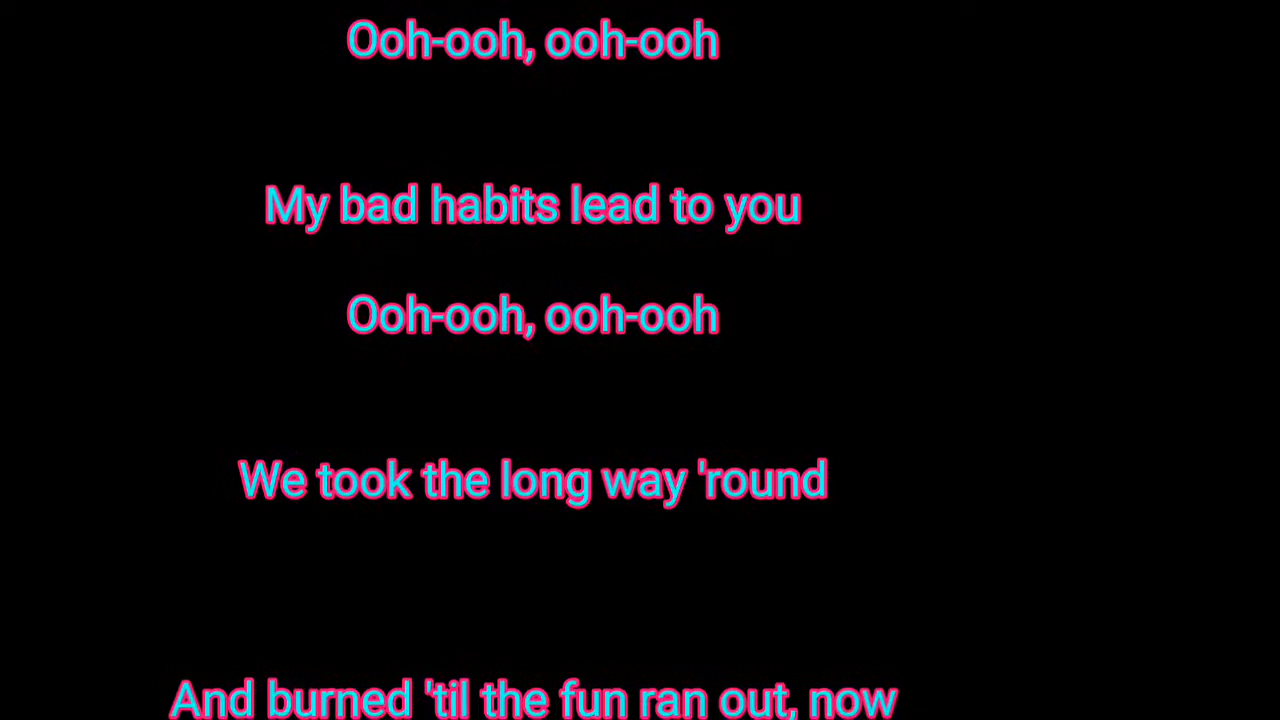 Ooh-ooh, ooh-ooh
My bad habits lead to you
Ooh-ooh, ooh-ooh
We took the long way 'round
And burned 'til the fun ran out, now